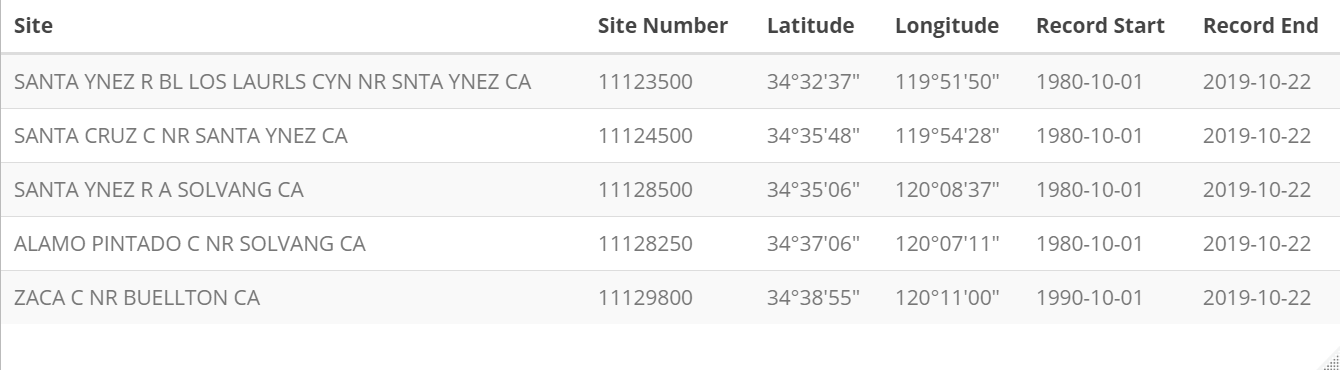 Site Site Number Latitude Longitude Record Start Record End
SANTA YNEZ R BL LOS LAURLS CYN NR SNTA YNEZ CA 11123500 34°32'37" 119°51'50" 1980-10-01 2019-10-22
SANTA CRUZ C NR SANTA YNEZ CA 11124500 34°35'48" 119°54'28" 1980-10-01 2019-10-22
SANTA YNEZ R A SOLVANG CA 11128500 34°35'06" 120°08'37" 1980-10-01 2019-10-22
ALAMO PINTADO C NR SOLVANG CA 11128250 34°37'06" 120°07'11" 1980-10-01 2019-10-22
ZACA C NR BUELLTON CA 11129800 34°38'55" 120°11'00" 1990-10-01 2019-10-22